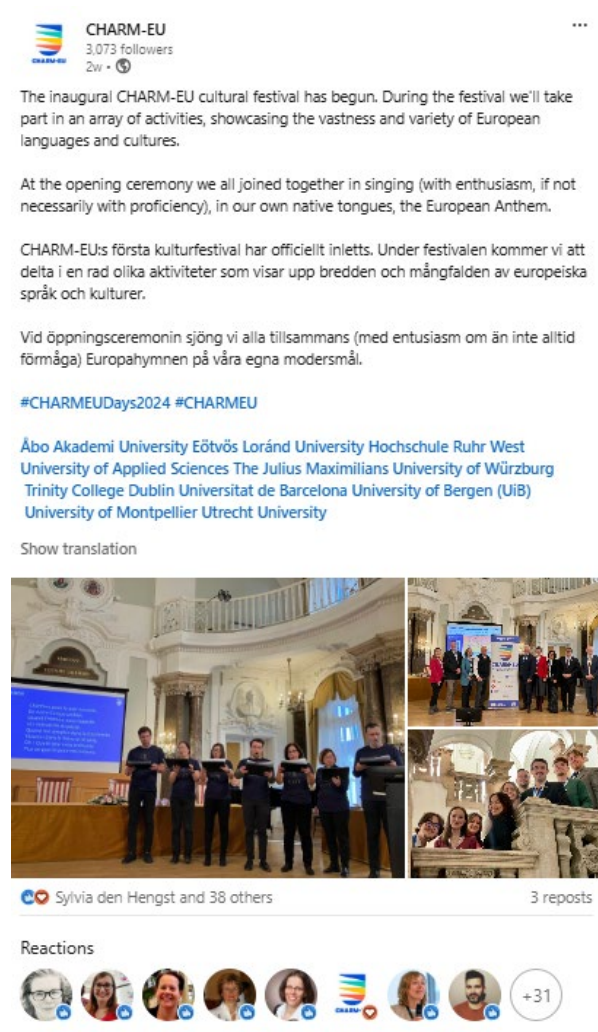 CHARM-EU
3,073 followers
2w •
The inaugural CHARM-EU cultural festival has begun. During the festival we'll take
part in an array of activities, showcasing the vastness and variety of European
languages and cultures.
At the opening ceremony we all joined together in singing (with enthusiasm, if not
necessarily with proficiency), in our own native tongues, the European Anthem.
CHARM-EU:s första kulturfestival har officiellt inletts. Under festivalen kommer vi att
delta i en rad olika aktiviteter som visar upp bredden och mångfalden av europeiska
språk och kulturer.
Vid öppningsceremonin sjöng vi alla tillsammans (med entusiasm om än inte alltid
förmåga) Europahymnen på våra egna modersmål.
#CHARMEUDays2024 #CHARMEU
Åbo Akademi University Eötvös Loránd University Hochschule Ruhr West
University of Applied Sciences The Julius Maximilians University of Würzburg
Trinity College Dublin Universitat de Barcelona University of Bergen (UiB)
University of Montpellier Utrecht University
Show translation
CHARM-EU
Sylvia den Hengst and 38 others
3 reposts
Reactions
+31